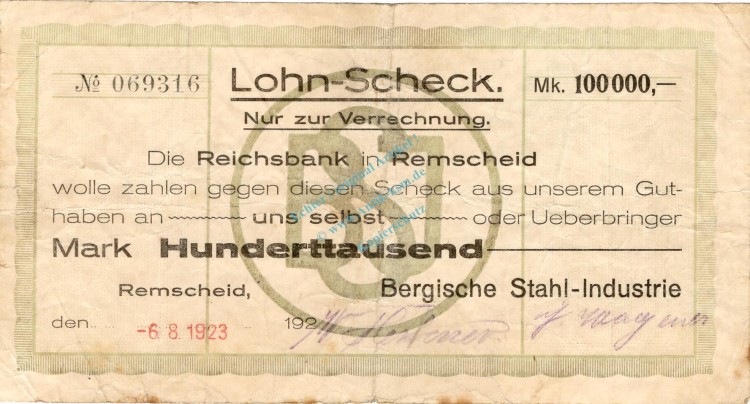 № 069316 Lohn-Scheck. Mk. 100000,—
Nur zur Verrechnung.
Die Reichsbank in Remscheid
wolle zahlen gegen diesen Scheck aus unserem Gut-
haben an uns selbst oder Ueberbringer
Mark Hunderttausend
Remscheid, Bergische Stahl-Industrie
den -6. 8. 1923 192